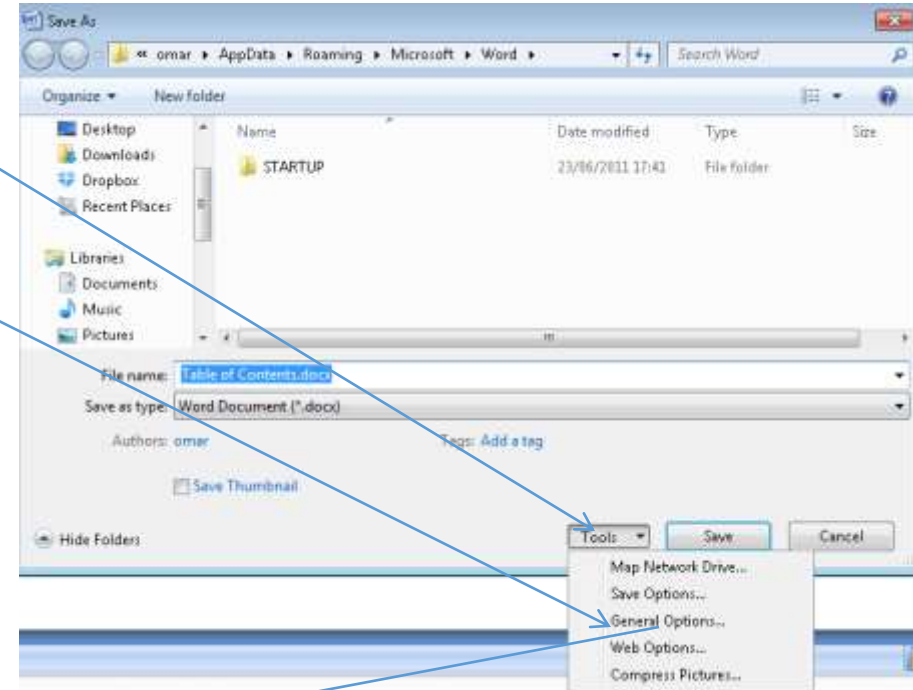 Save As
« omar ▸ AppData ▸ Roaming ▸ Microsoft ▸ Word ▸ Search Word
Organize New folder
Name Date modified Type Size
Desktop
Downloads
Dropbox
Recent Places
STARTUP 23/06/2011 17:41 File folder
Libraries
Documents
Music
Pictures
File name: Table of Contents.docx
Save as type: Word Document (*.docx)
Authors: omar Tags: Add a tag
Save Thumbnail
Hide Folders Tools Save Cancel
Map Network Drive...
Save Options...
General Options...
Web Options...
Compress Pictures...